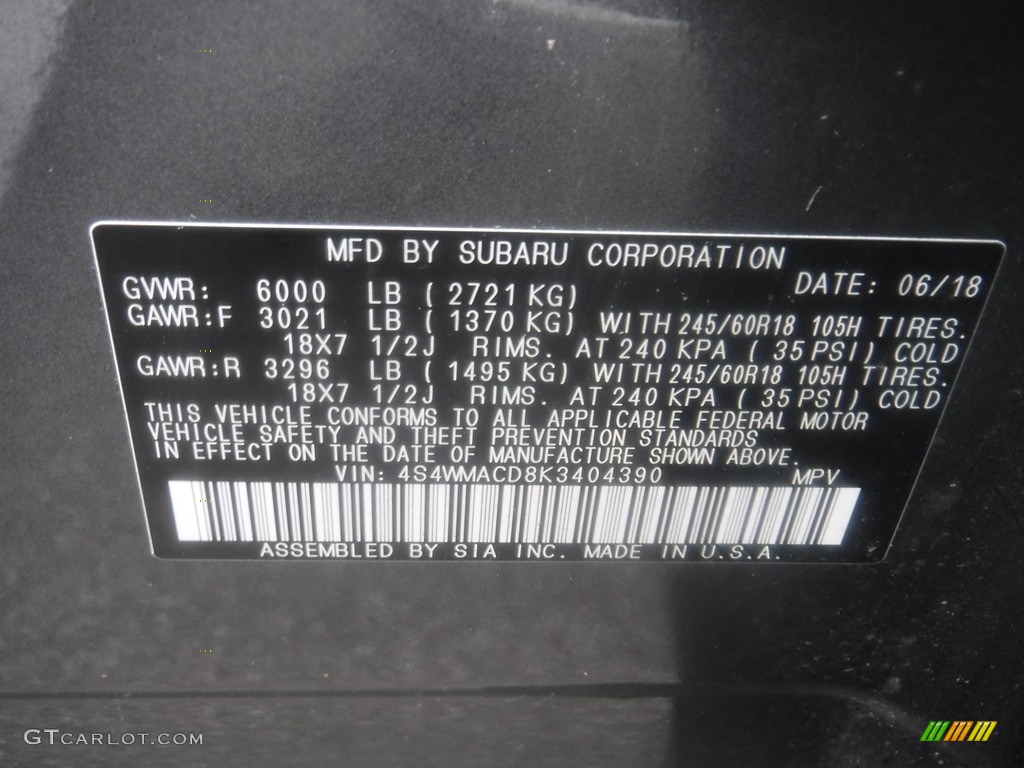 MFD BY SUBARU CORPORATION
GVWR: 6000 LB ( 2721 KG) DATE: 06/18
GAWR:F 3021 LB ( 1370 KG) WITH 245/60R18 105H TIRES.
18X7 1/2J RIMS. AT 240 KPA ( 35 PSI) COLD
GAWR:R 3296 LB ( 1495 KG) WITH 245/60R18 105H TIRES.
18X7 1/2J RIMS. AT 240 KPA ( 35 PSI) COLD
THIS VEHICLE CONFORMS TO ALL APPLICABLE FEDERAL MOTOR
VEHICLE SAFETY AND THEFT PREVENTION STANDARDS
IN EFFECT ON THE DATE OF MANUFACTURE SHOWN ABOVE.
VIN: 4S4WMACD8K3404390 MPV
ASSEMBLED BY SIA INC. MADE IN U.S.A.
GTCARLOT.COM